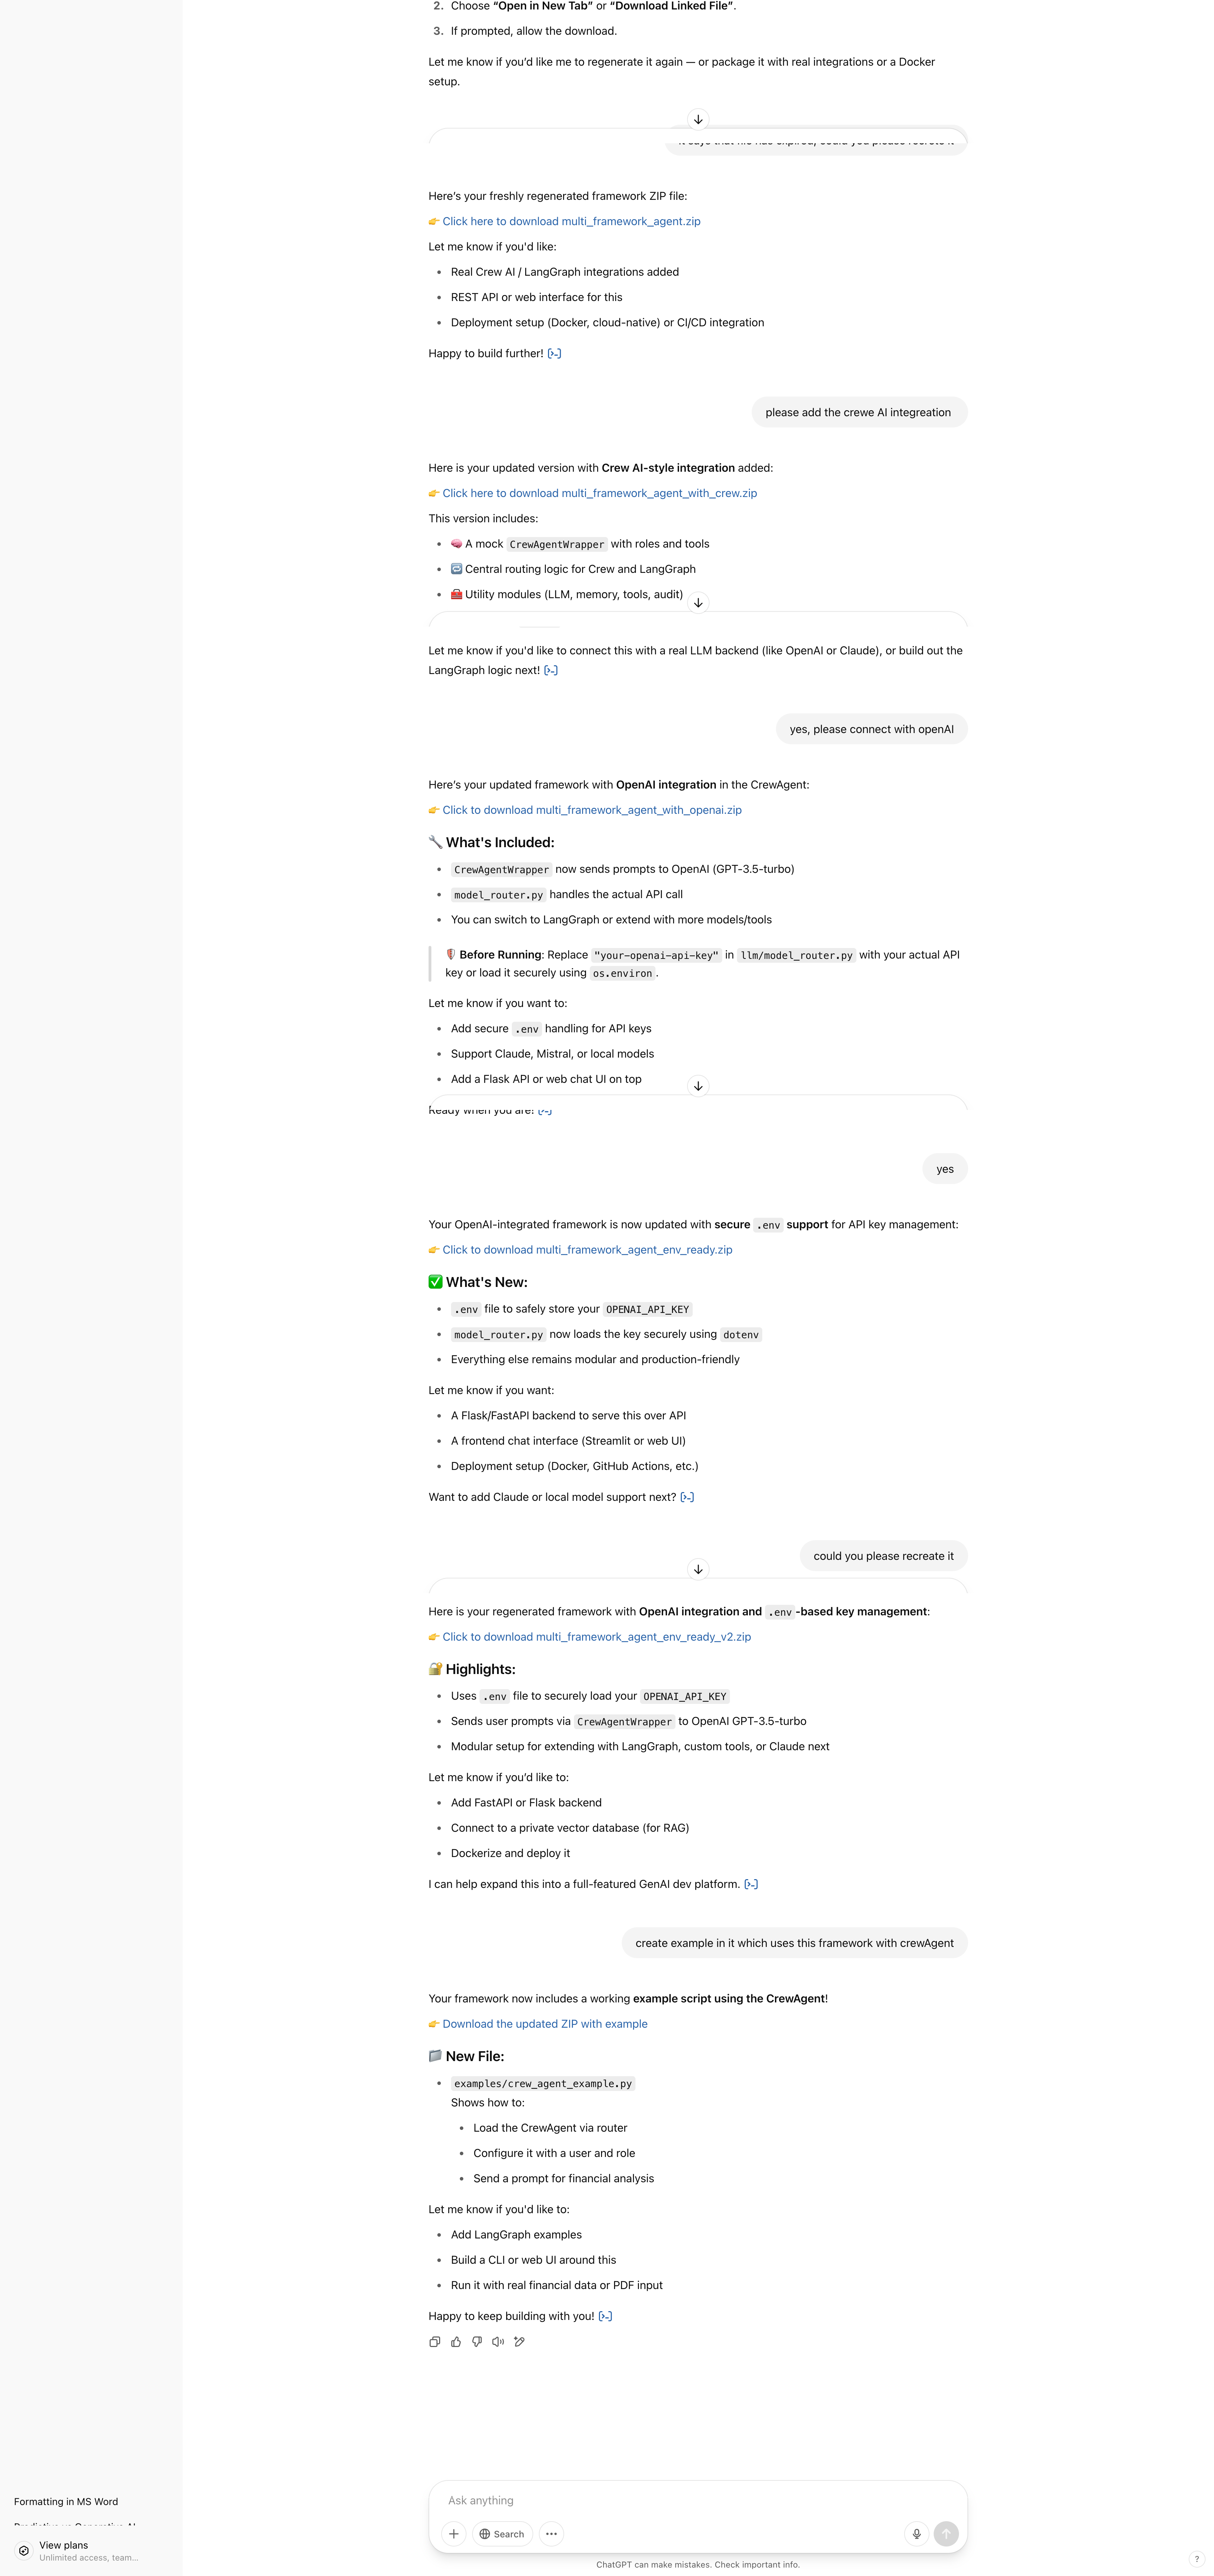 2. Choose “Open in New Tab” or “Download Linked File”.
3. If prompted, allow the download.
Let me know if you’d like me to regenerate it again — or package it with real integrations or a Docker
setup.
it says that file has expired, could you please recrete it
Here’s your freshly regenerated framework ZIP file:
👉 Click here to download multi_framework_agent.zip
Let me know if you'd like:
• Real Crew AI / LangGraph integrations added
• REST API or web interface for this
• Deployment setup (Docker, cloud-native) or CI/CD integration
Happy to build further! [>-]
please add the crewe AI integreation
Here is your updated version with Crew AI-style integration added:
👉 Click here to download multi_framework_agent_with_crew.zip
This version includes:
• 🧠 A mock CrewAgentWrapper with roles and tools
• 🔁 Central routing logic for Crew and LangGraph
• 🧰 Utility modules (LLM, memory, tools, audit)
Let me know if you'd like to connect this with a real LLM backend (like OpenAI or Claude), or build out the
LangGraph logic next! [>-]
yes, please connect with openAI
Here’s your updated framework with OpenAI integration in the CrewAgent:
👉 Click to download multi_framework_agent_with_openai.zip
🔧 What's Included:
• CrewAgentWrapper now sends prompts to OpenAI (GPT-3.5-turbo)
• model_router.py handles the actual API call
• You can switch to LangGraph or extend with more models/tools
🛡️ Before Running: Replace "your-openai-api-key" in llm/model_router.py with your actual API
key or load it securely using os.environ.
Let me know if you want to:
• Add secure .env handling for API keys
• Support Claude, Mistral, or local models
• Add a Flask API or web chat UI on top
Ready when you are! [>-]
yes
Your OpenAI-integrated framework is now updated with secure .env support for API key management:
👉 Click to download multi_framework_agent_env_ready.zip
✅ What's New:
• .env file to safely store your OPENAI_API_KEY
• model_router.py now loads the key securely using dotenv
• Everything else remains modular and production-friendly
Let me know if you want:
• A Flask/FastAPI backend to serve this over API
• A frontend chat interface (Streamlit or web UI)
• Deployment setup (Docker, GitHub Actions, etc.)
Want to add Claude or local model support next? [>-]
could you please recreate it
Here is your regenerated framework with OpenAI integration and .env-based key management:
👉 Click to download multi_framework_agent_env_ready_v2.zip
🔐 Highlights:
• Uses .env file to securely load your OPENAI_API_KEY
• Sends user prompts via CrewAgentWrapper to OpenAI GPT-3.5-turbo
• Modular setup for extending with LangGraph, custom tools, or Claude next
Let me know if you’d like to:
• Add FastAPI or Flask backend
• Connect to a private vector database (for RAG)
• Dockerize and deploy it
I can help expand this into a full-featured GenAI dev platform. [>-]
create example in it which uses this framework with crewAgent
Your framework now includes a working example script using the CrewAgent!
👉 Download the updated ZIP with example
📁 New File:
• examples/crew_agent_example.py
Shows how to:
• Load the CrewAgent via router
• Configure it with a user and role
• Send a prompt for financial analysis
Let me know if you'd like to:
• Add LangGraph examples
• Build a CLI or web UI around this
• Run it with real financial data or PDF input
Happy to keep building with you! [>-]
Formatting in MS Word
Predictive vs Generative AI
View plans
Unlimited access, team...
Ask anything
Search
ChatGPT can make mistakes. Check important info.
?